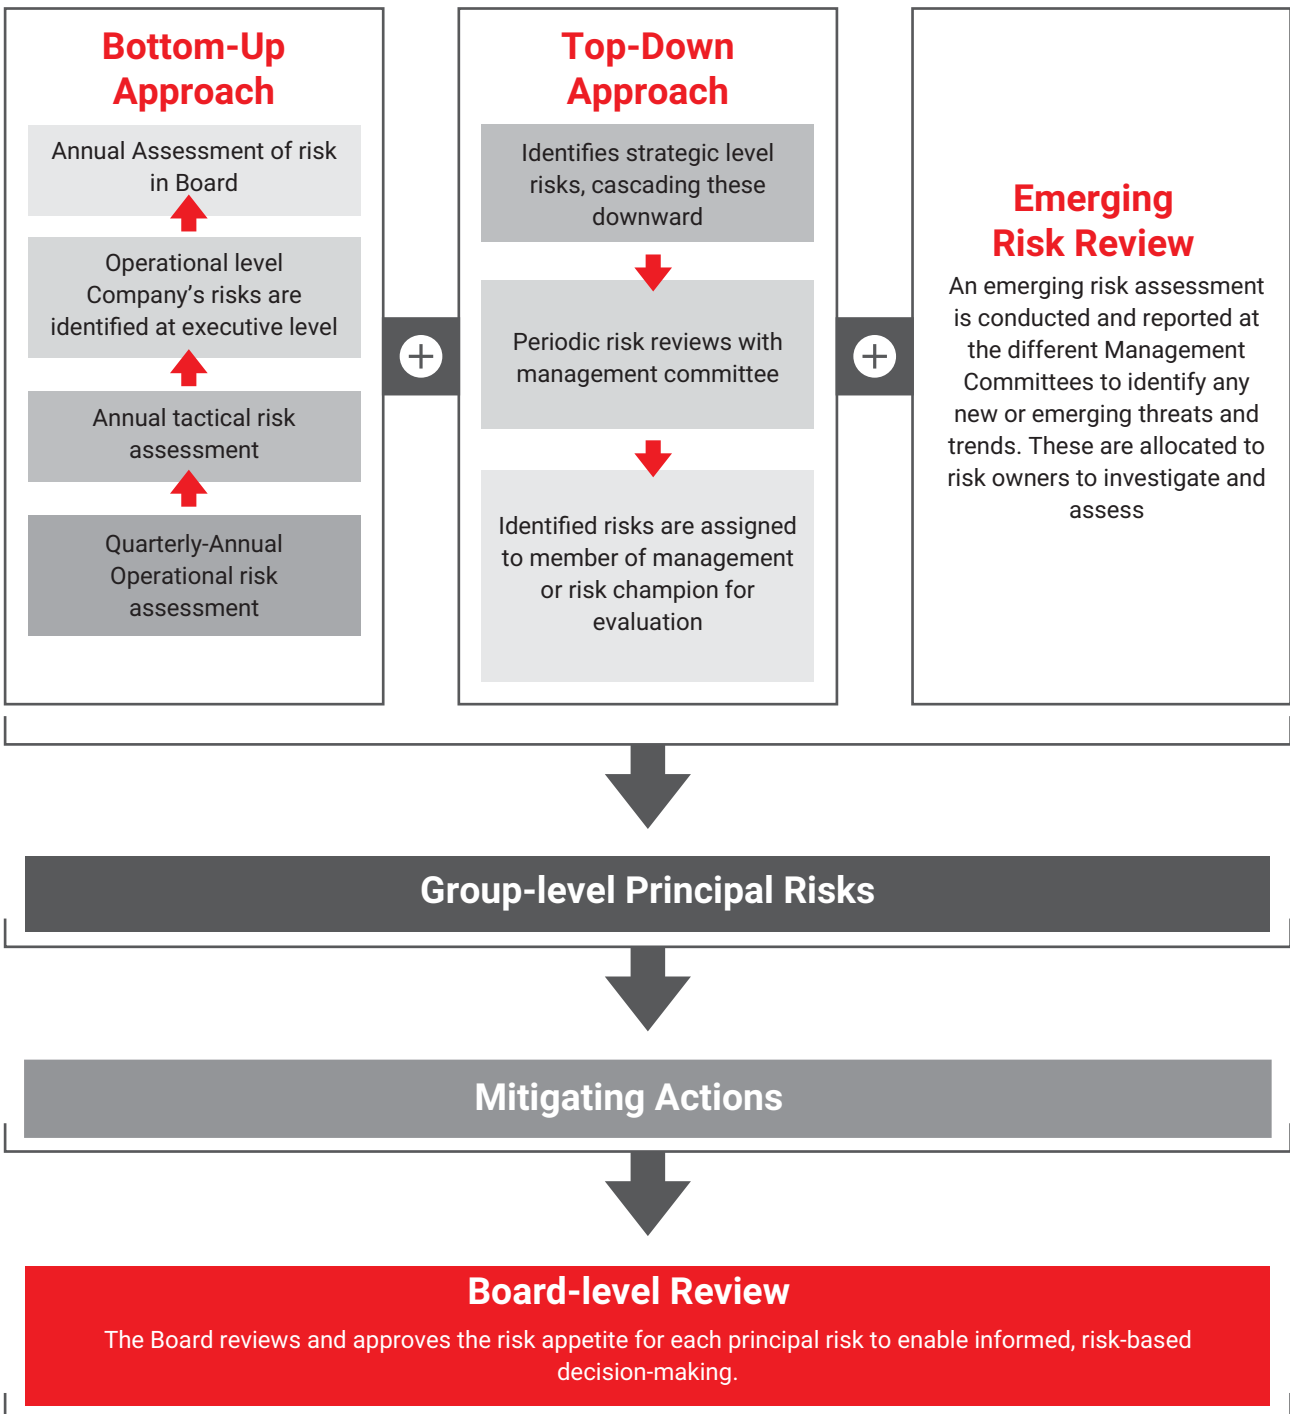 Bottom-Up
Approach
Annual Assessment of risk
in Board
Operational level
Company’s risks are
identified at executive level
Annual tactical risk
assessment
Quarterly-Annual
Operational risk
assessment
Top-Down
Approach
Identifies strategic level
risks, cascading these
downward
Periodic risk reviews with
management committee
Identified risks are assigned
to member of management
or risk champion for
evaluation
Emerging
Risk Review
An emerging risk assessment
is conducted and reported at
the different Management
Committees to identify any
new or emerging threats and
trends. These are allocated to
risk owners to investigate and
assess
Group-level Principal Risks
Mitigating Actions
Board-level Review
The Board reviews and approves the risk appetite for each principal risk to enable informed, risk-based
decision-making.